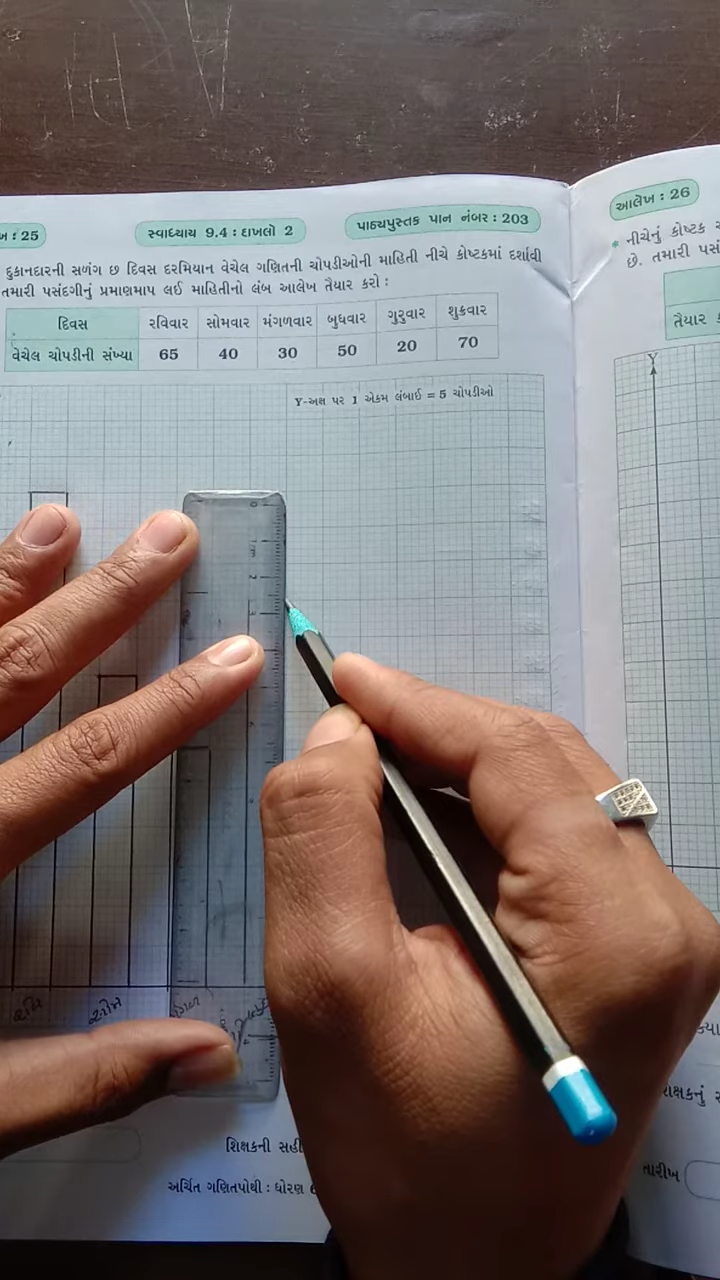 : 25
સ્વાધ્યાય 9.4 : દાખલો 2
પાઠ્યપુસ્તક પાન નંબર : 203
દુકાનદારની સળંગ છ દિવસ દરમિયાન વેચેલ ગણિતની ચોપડીઓની માહિતી નીચે કોષ્ટકમાં દર્શાવી
તમારી પસંદગીનું પ્રમાણમાપ લઈ માહિતીનો લંબ આલેખ તૈયાર કરો :
દિવસ રવિવાર સોમવાર મંગળવાર બુધવાર ગુરુવાર શુક્રવાર
વેચેલ ચોપડીની સંખ્યા 65 40 30 50 20 70
Y-અક્ષ પર 1 એકમ લંબાઈ = 5 ચોપડીઓ
રવિ સોમ મંગળ
શિક્ષકની સહી
અર્ચિત ગણિતપોથી : ધોરણ
આલેખ : 26
* નીચેનું કોષ્ટક
છે. તમારી પસં
તૈયાર
Y
તારીખ